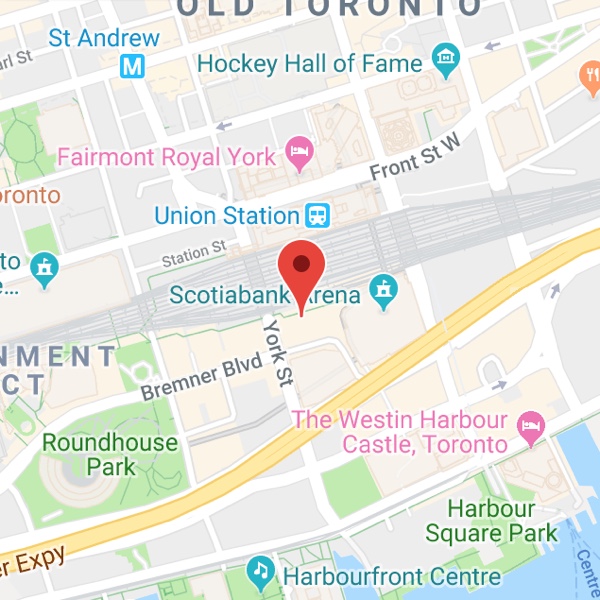 OLD TORONTO
St Andrew
M
arl St
Hockey Hall of Fame
Fairmont Royal York
Front St W
oronto
Union Station
Station St
to
e...
Scotiabank Arena
York St
NMENT
CT
Bremner Blvd
The Westin Harbour
Castle, Toronto
Roundhouse
Park
Harbour
Square Park
er Expy
Harbourfront Centre
Centre